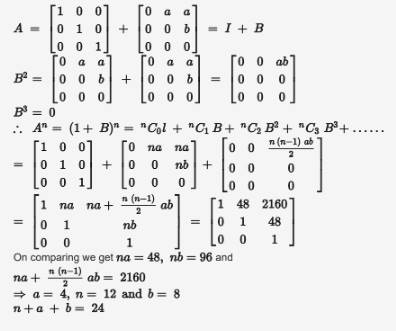 A = [1 0 0; 0 1 0; 0 0 1] + [0 a a; 0 0 b; 0 0 0] = I + B
B² = [0 a a; 0 0 b; 0 0 0] + [0 a a; 0 0 b; 0 0 0] = [0 0 ab; 0 0 0; 0 0 0]
B³ = 0
∴ Aⁿ = (1 + B)ⁿ = ⁿC₀I + ⁿC₁ B + ⁿC₂ B² + ⁿC₃ B³ + ......
= [1 0 0; 0 1 0; 0 0 1] + [0 na na; 0 0 nb; 0 0 0] + [0 0 n (n−1) ab/2; 0 0 0; 0 0 0]
= [1 na na + n (n−1)/2 ab; 0 1 nb; 0 0 1] = [1 48 2160; 0 1 48; 0 0 1]
On comparing we get na = 48, nb = 96 and
na + n (n−1)/2 ab = 2160
⇒ a = 4, n = 12 and b = 8
n + a + b = 24